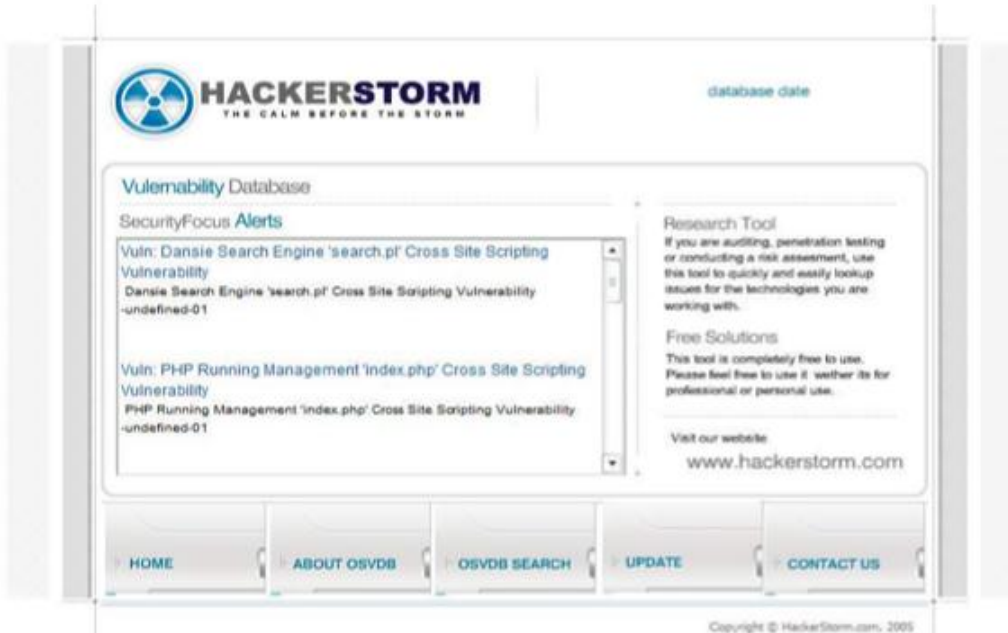 HACKERSTORM
THE CALM BEFORE THE STORM
database date
Vulernability Database
SecurityFocus Alerts
Vuln: Dansie Search Engine 'search.pl' Cross Site Scripting
Vulnerability
Dansie Search Engine 'search.pl' Cross Site Scripting Vulnerability
-undefined-01
Vuln: PHP Running Management 'index.php' Cross Site Scripting
Vulnerability
PHP Running Management 'index.php' Cross Site Scripting Vulnerability
-undefined-01
Research Tool
If you are auditing, penetration testing
or conducting a risk assesment, use
this tool to quickly and easily lookup
issues for the technologies you are
working with.
Free Solutions
This tool is completely free to use.
Please feel free to use it wether its for
professional or personal use.
Visit our website
www.hackerstorm.com
HOME
ABOUT OSVDB
OSVDB SEARCH
UPDATE
CONTACT US
Copyright © HackerStorm.com, 2005